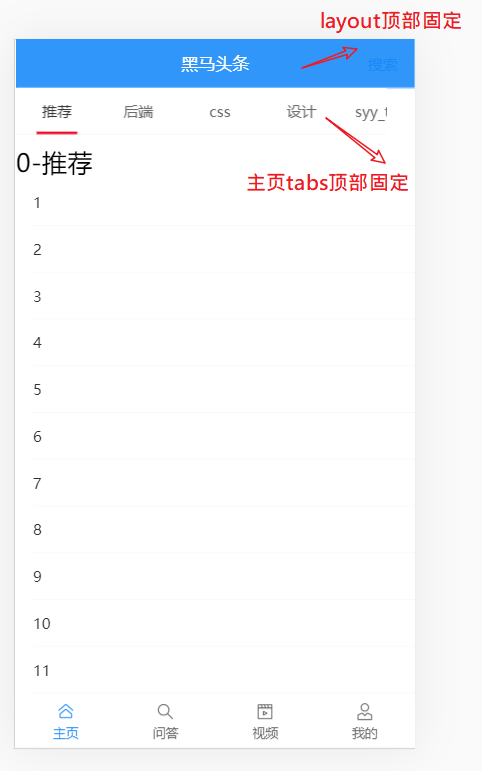 layout顶部固定
黑马头条 搜索
推荐 后端 css 设计 syy_t
0-推荐
主页tabs顶部固定
1
2
3
4
5
6
7
8
9
10
11
主页 问答 视频 我的